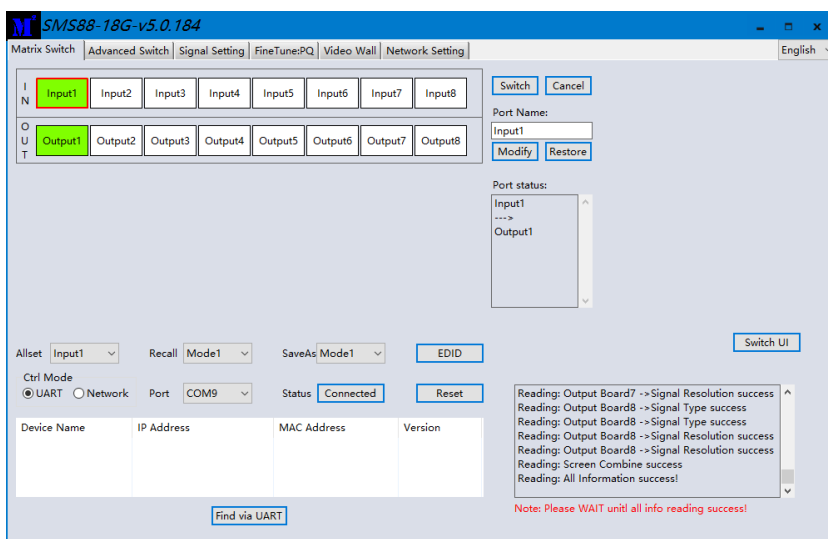 M SMS88-18G-v5.0.184
Matrix Switch Advanced Switch Signal Setting FineTune:PQ Video Wall Network Setting English
IN Input1 Input2 Input3 Input4 Input5 Input6 Input7 Input8
OUT Output1 Output2 Output3 Output4 Output5 Output6 Output7 Output8
Switch Cancel
Port Name:
Input1
Modify Restore
Port status:
Input1
--->
Output1
Switch UI
Allset Input1 Recall Mode1 SaveAs Mode1 EDID
Ctrl Mode
UART Network Port COM9 Status Connected Reset
Device Name IP Address MAC Address Version
Find via UART
Reading: Output Board7 ->Signal Resolution success
Reading: Output Board8 ->Signal Type success
Reading: Output Board8 ->Signal Type success
Reading: Output Board8 ->Signal Resolution success
Reading: Output Board8 ->Signal Resolution success
Reading: Screen Combine success
Reading: All Information success!
Note: Please WAIT unitl all info reading success!